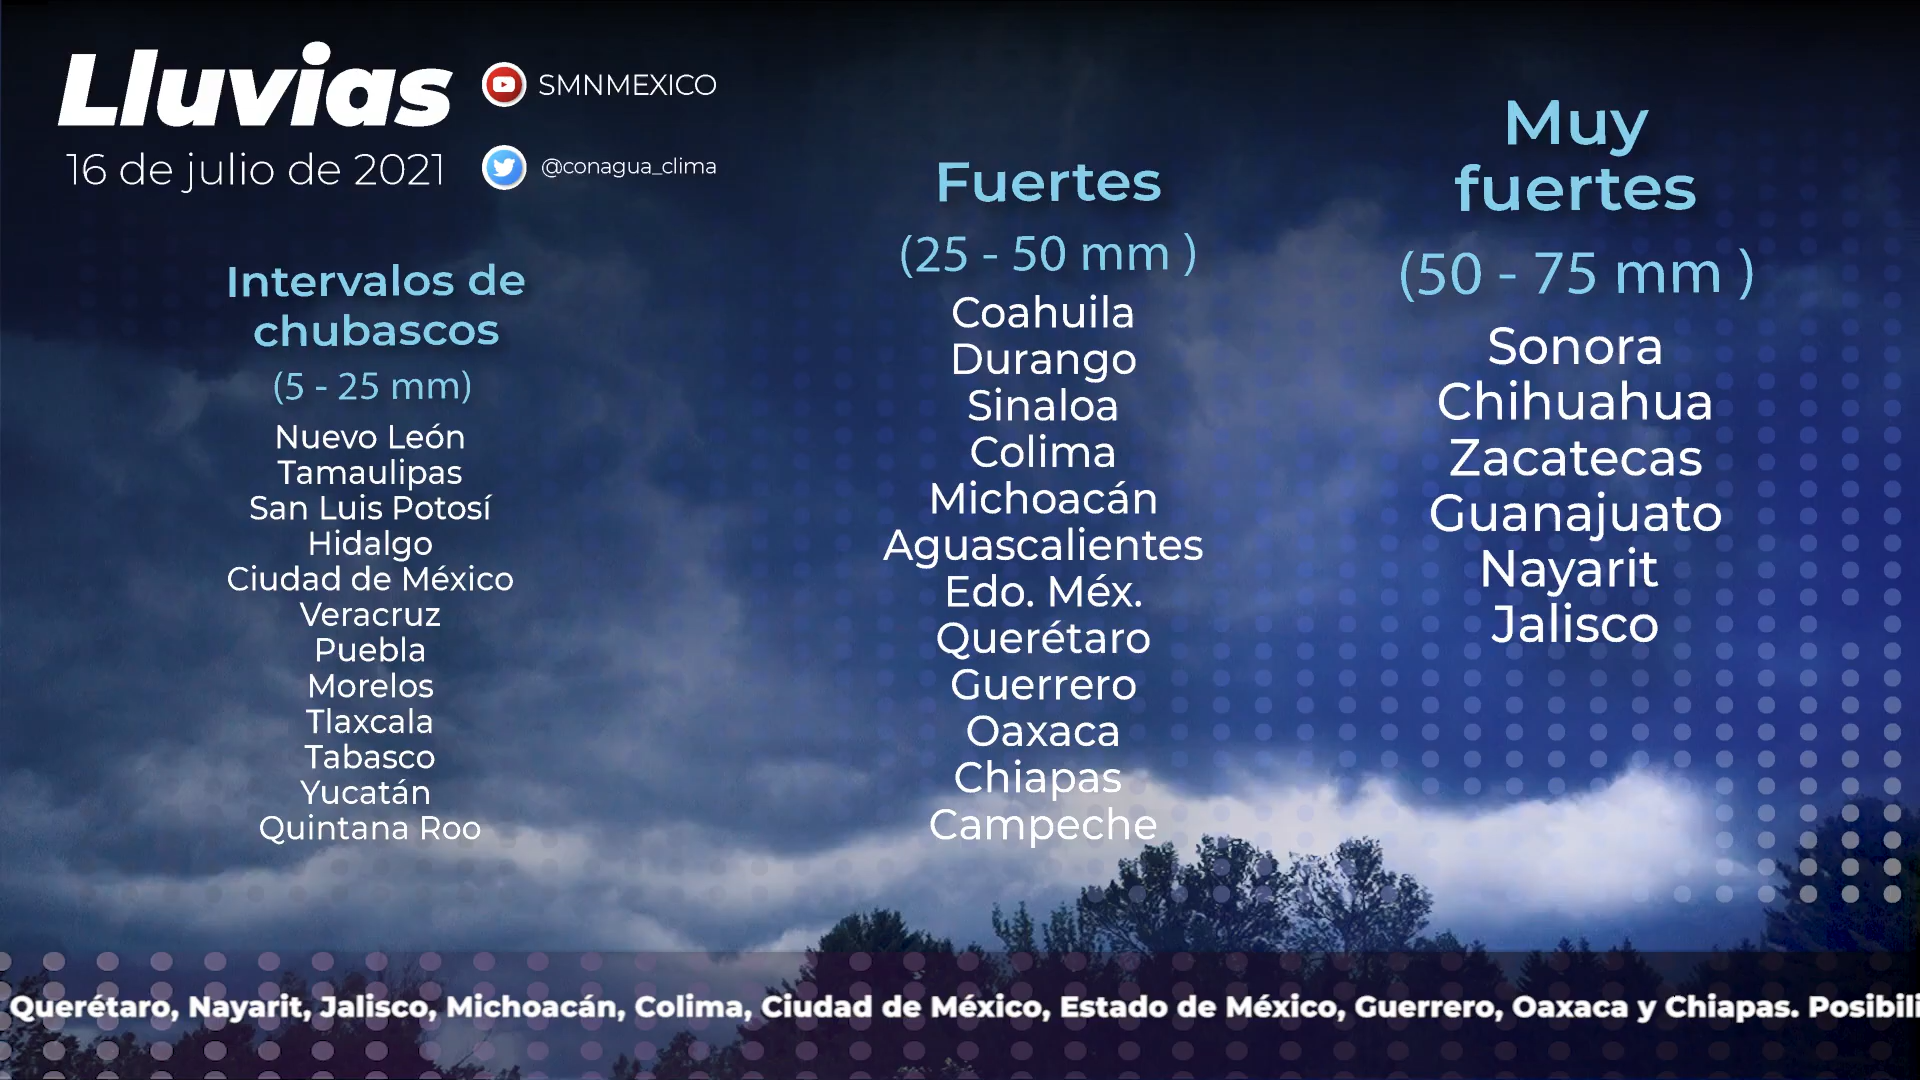 Lluvias
16 de julio de 2021
SMNMEXICO
@conagua_clima
Intervalos de
chubascos
(5 - 25 mm)
Nuevo León
Tamaulipas
San Luis Potosí
Hidalgo
Ciudad de México
Veracruz
Puebla
Morelos
Tlaxcala
Tabasco
Yucatán
Quintana Roo
Fuertes
(25 - 50 mm )
Coahuila
Durango
Sinaloa
Colima
Michoacán
Aguascalientes
Edo. Méx.
Querétaro
Guerrero
Oaxaca
Chiapas
Campeche
Muy
fuertes
(50 - 75 mm )
Sonora
Chihuahua
Zacatecas
Guanajuato
Nayarit
Jalisco
Querétaro, Nayarit, Jalisco, Michoacán, Colima, Ciudad de México, Estado de México, Guerrero, Oaxaca y Chiapas. Posibili